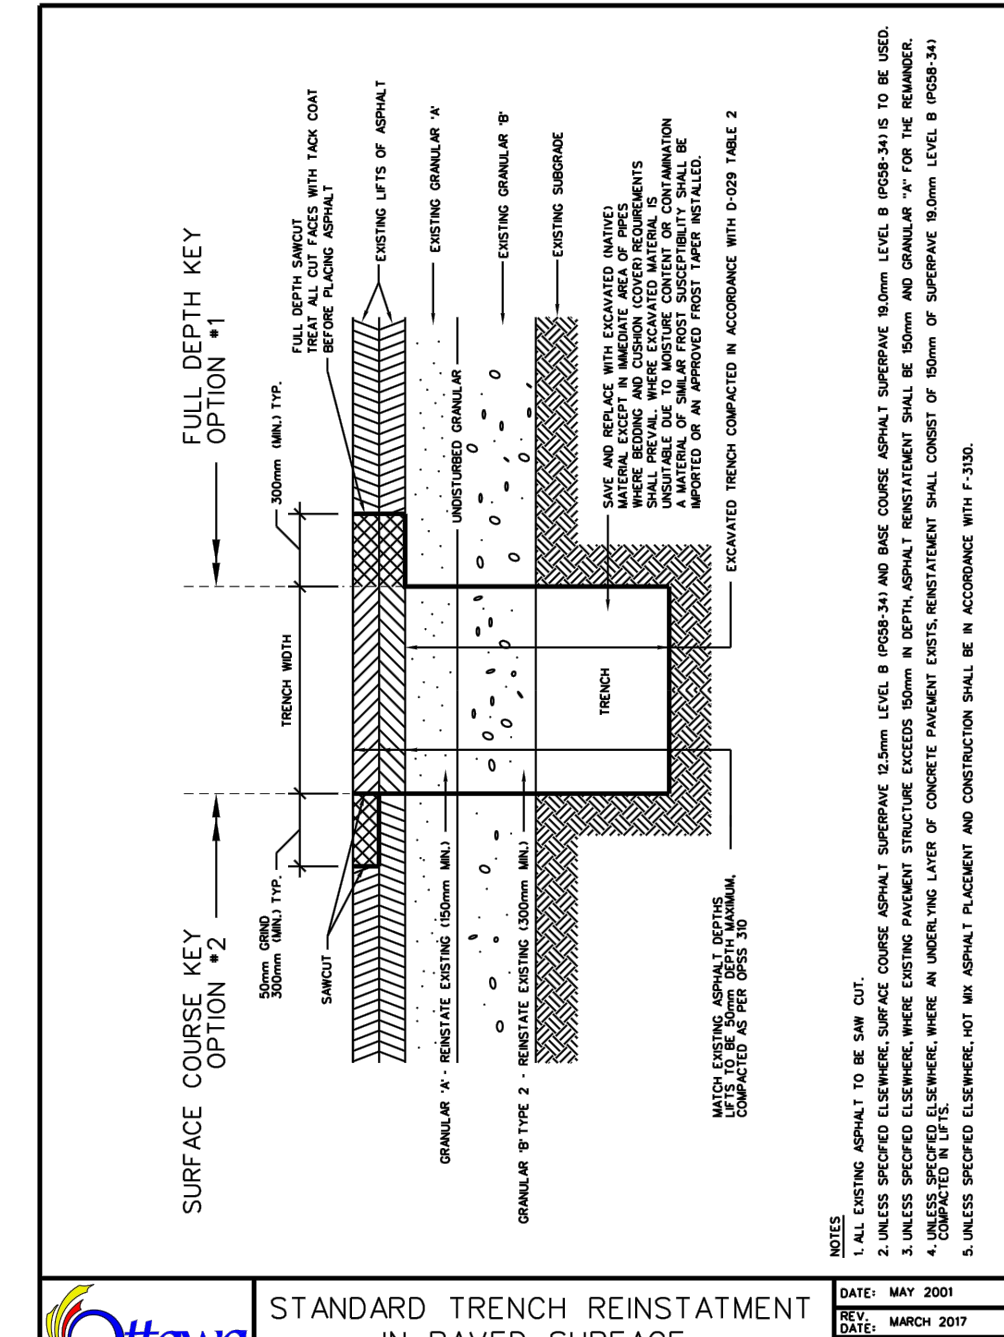 SURFACE COURSE KEY
OPTION #2
FULL DEPTH KEY
OPTION #1
50mm GRIND
300mm (MIN.) TYP.
TRENCH WIDTH
300mm (MIN.) TYP.
SAWCUT
FULL DEPTH SAWCUT
TREAT ALL CUT FACES WITH TACK COAT
BEFORE PLACING ASPHALT
EXISTING LIFTS OF ASPHALT
EXISTING GRANULAR 'A'
UNDISTURBED GRANULAR
EXISTING GRANULAR 'B'
EXISTING SUBGRADE
GRANULAR 'A' - REINSTATE EXISTING (150mm MIN.)
GRANULAR 'B' TYPE 2 - REINSTATE EXISTING (300mm MIN.)
TRENCH
SAVE AND REPLACE WITH EXCAVATED (NATIVE)
MATERIAL EXCEPT IN IMMEDIATE AREA OF PIPES
WHERE BEDDING AND CUSHION (COVER) REQUIREMENTS
SHALL PREVAIL. WHERE EXCAVATED MATERIAL IS
UNSUITABLE DUE TO MOISTURE CONTENT OR CONTAMINATION
A MATERIAL OF SIMILAR FROST SUSCEPTIBILITY SHALL BE
IMPORTED OR AN APPROVED FROST TAPER INSTALLED.
EXCAVATED TRENCH COMPACTED IN ACCORDANCE WITH D-029 TABLE 2
MATCH EXISTING ASPHALT DEPTHS
LIFTS TO BE 50mm DEPTH MAXIMUM,
COMPACTED AS PER OPSS 310
NOTES
1. ALL EXISTING ASPHALT TO BE SAW CUT.
2. UNLESS SPECIFIED ELSEWHERE, SURFACE COURSE ASPHALT SUPERPAVE 12.5mm LEVEL B (PG58-34) AND BASE COURSE ASPHALT SUPERPAVE 19.0mm LEVEL B (PG58-34) IS TO BE USED.
3. UNLESS SPECIFIED ELSEWHERE, WHERE EXISTING PAVEMENT STRUCTURE EXCEEDS 150mm IN DEPTH, ASPHALT REINSTATEMENT SHALL BE 150mm AND GRANULAR "A" FOR THE REMAINDER.
4. UNLESS SPECIFIED ELSEWHERE, WHERE AN UNDERLYING LAYER OF CONCRETE PAVEMENT EXISTS, REINSTATEMENT SHALL CONSIST OF 150mm OF SUPERPAVE 19.0mm LEVEL B (PG58-34)
COMPACTED IN LIFTS.
5. UNLESS SPECIFIED ELSEWHERE, HOT MIX ASPHALT PLACEMENT AND CONSTRUCTION SHALL BE IN ACCORDANCE WITH F-3130.
Ottawa
STANDARD TRENCH REINSTATMENT
IN PAVED SURFACE
DATE: MAY 2001
REV.
DATE: MARCH 2017